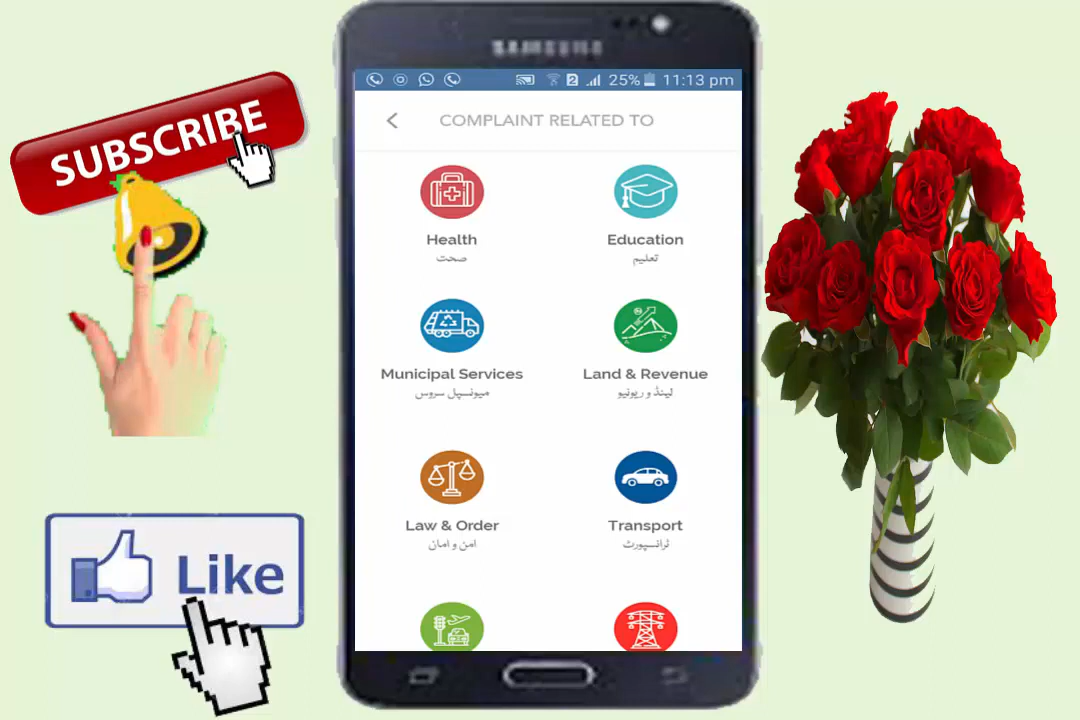 SUBSCRIBE
Like
SAMSUNG
2 25% 11:13 pm
COMPLAINT RELATED TO
Health
صحت
Education
تعلیم
Municipal Services
میونسپل سروس
Land & Revenue
لینڈ و ریونیو
Law & Order
امن و امان
Transport
ٹرانسپورٹ